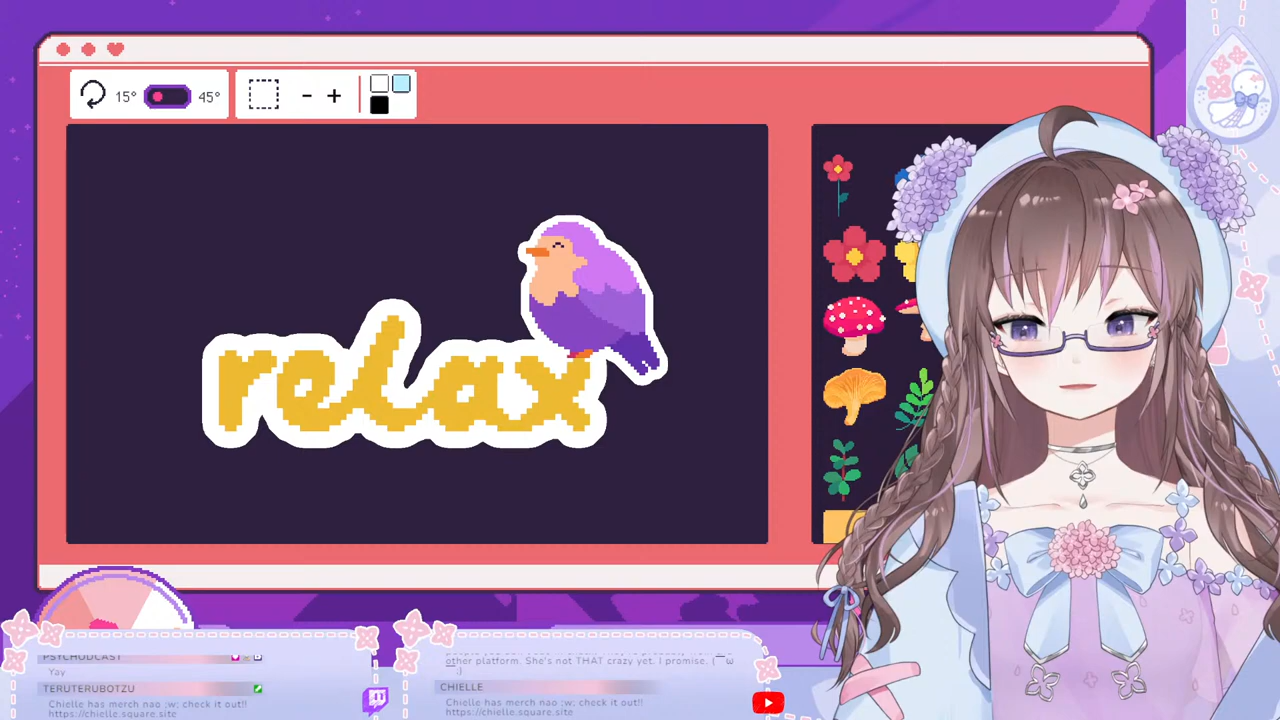 15°
45°
- +
relax
PSYCHODCAST
Yay
TERUTERUBOTZU
Chielle has merch nao ;w; check it out!!
https://chielle.square.site
other platform. She's not THAT crazy yet. I promise. (￣ω
CHIELLE
Chielle has merch nao ;w; check it out!!
https://chielle.square.site